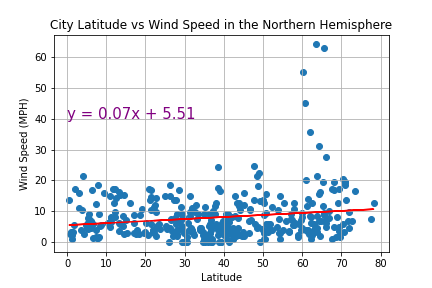 City Latitude vs Wind Speed in the Northern Hemisphere
60
50
40
y = 0.07x + 5.51
30
20
10
0
Wind Speed (MPH)
0 10 20 30 40 50 60 70 80
Latitude